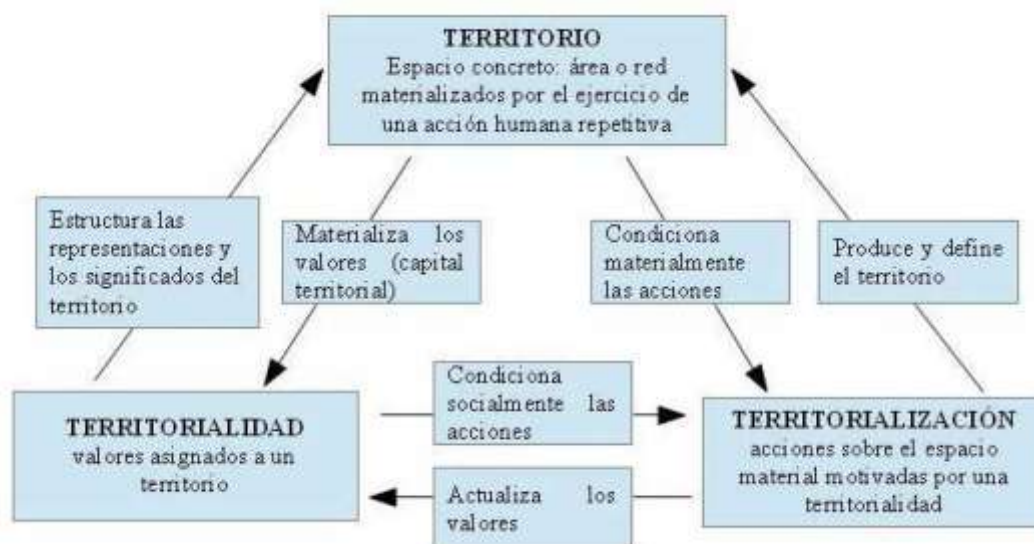 TERRITORIO
Espacio concreto: área o red
materializados por el ejercicio de
una acción humana repetitiva
Estructura las
representaciones y
los significados del
territorio
Materializa los
valores (capital
territorial)
Condiciona
materialmente
las acciones
Produce y define
el territorio
TERRITORIALIDAD
valores asignados a un
territorio
Condiciona
socialmente las
acciones
Actualiza los
valores
TERRITORIALIZACIÓN
acciones sobre el espacio
material motivadas por una
territorialidad